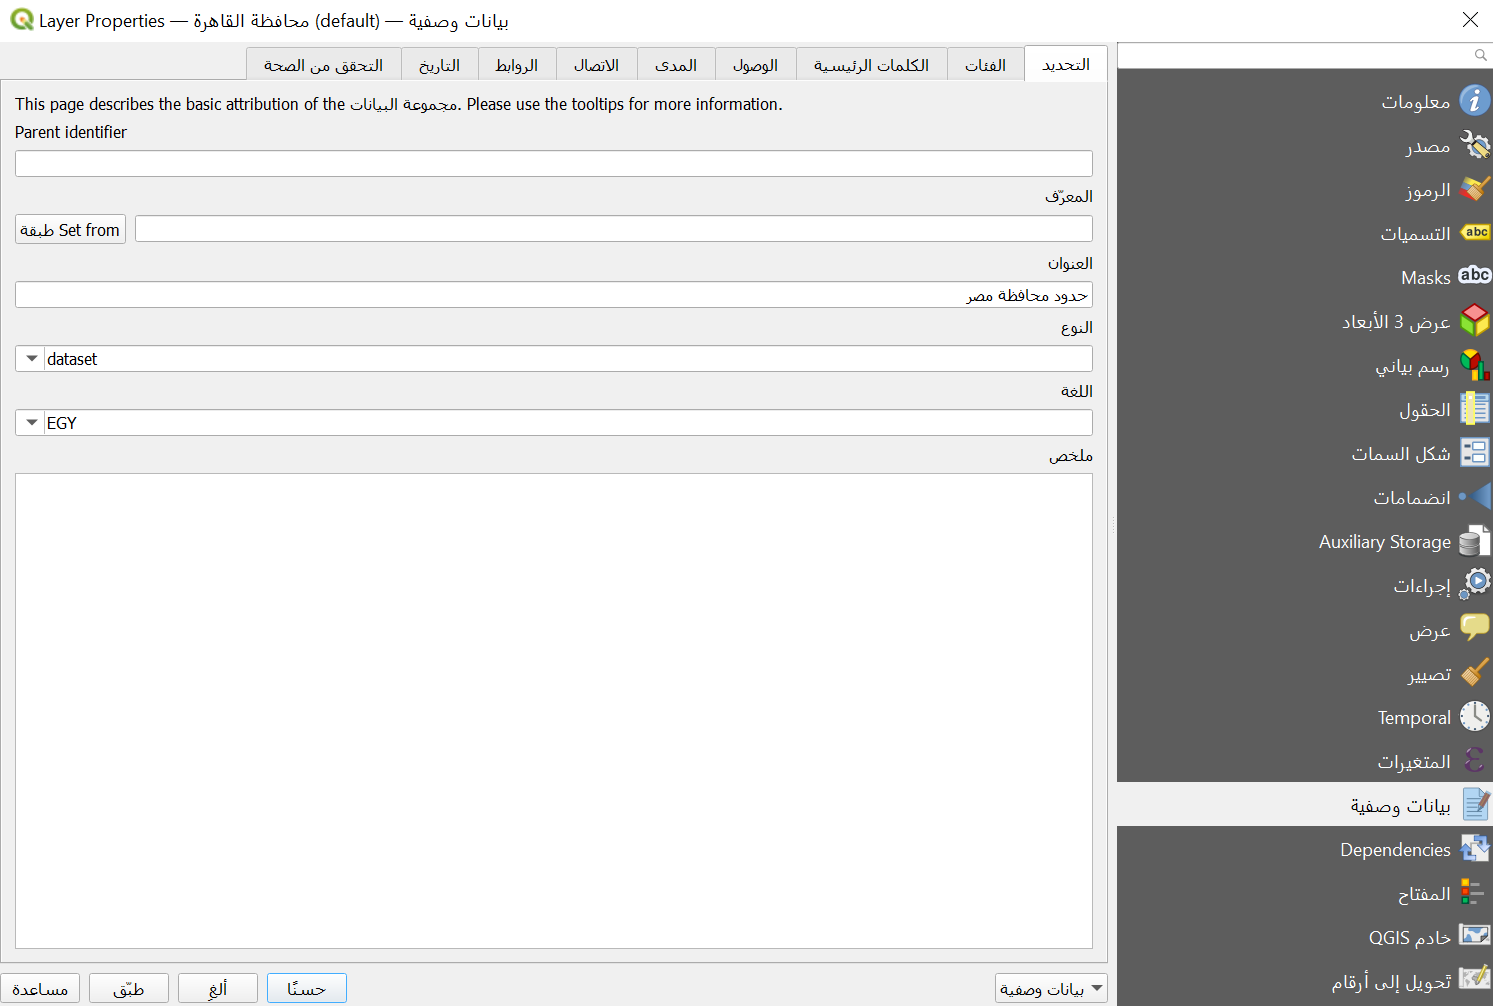 Layer Properties — محافظة القاهرة (default) — بيانات وصفية
التحديد
الفئات
الكلمات الرئيسية
الوصول
المدى
الاتصال
الروابط
التاريخ
التحقق من الصحة
This page describes the basic attribution of the مجموعة البيانات. Please use the tooltips for more information.
Parent identifier
المعرّف
Set from طبقة
العنوان
حدود محافظة مصر
النوع
dataset
اللغة
EGY
ملخص
معلومات
مصدر
الرموز
abc
التسميات
abc
Masks
عرض 3 الأبعاد
رسم بياني
الحقول
شكل السمات
انضمامات
Auxiliary Storage
إجراءات
عرض
تصيير
Temporal
المتغيرات
بيانات وصفية
Dependencies
المفتاح
خادم QGIS
تَحويل إلى أرقام
بيانات وصفية
حسنًا
ألغِ
طبّق
مساعدة